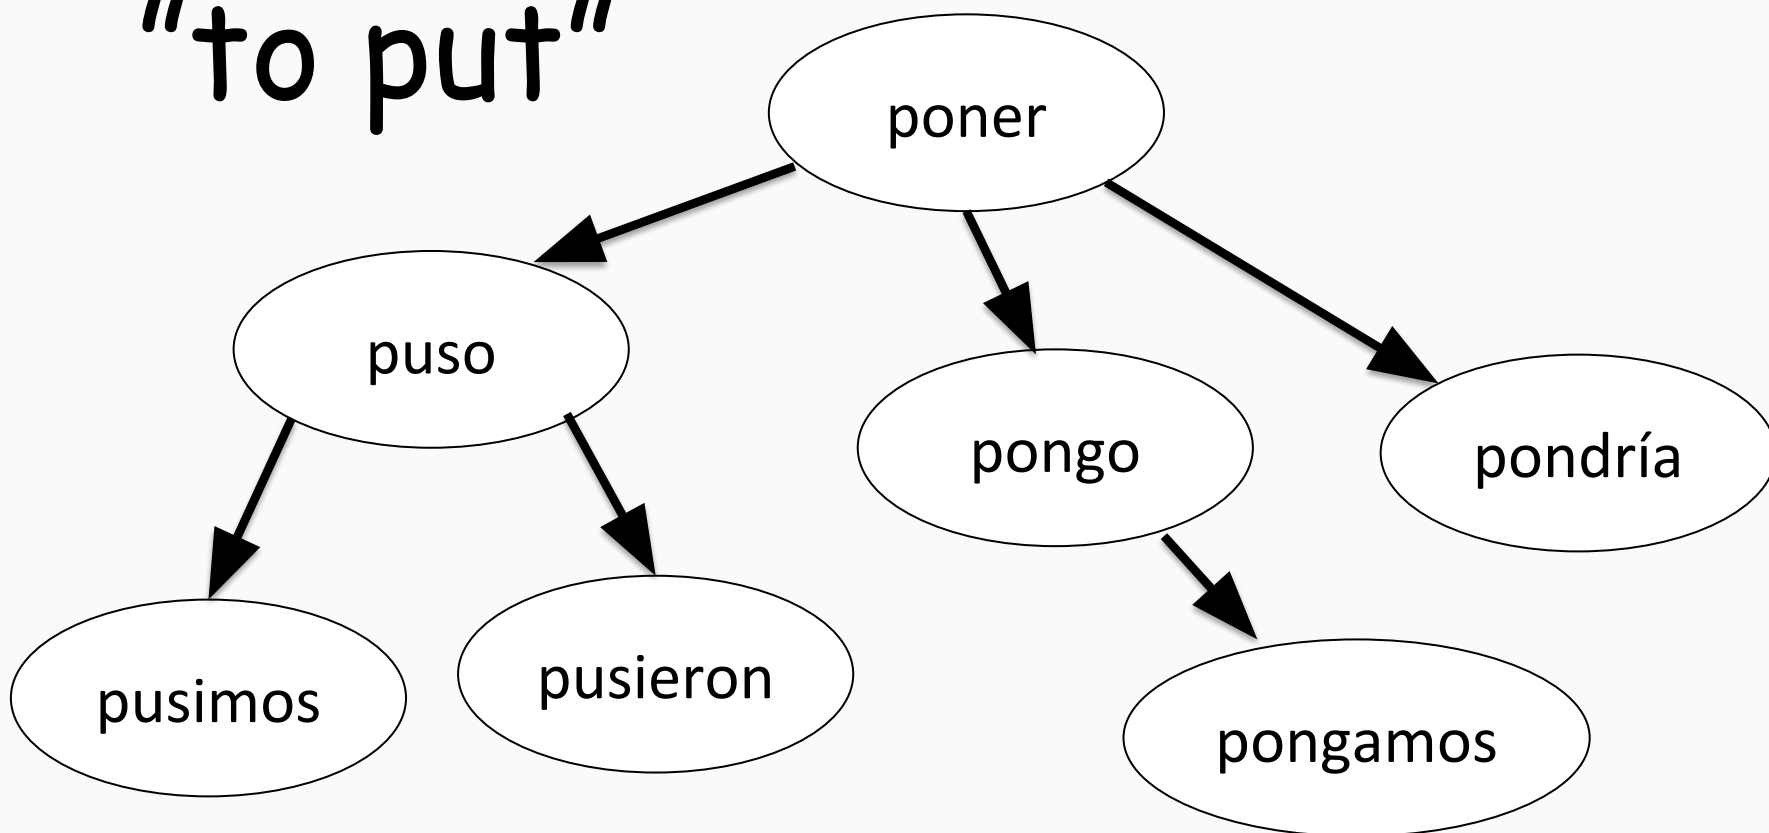 "to put"
poner
puso
pongo
pondría
pusimos
pusieron
pongamos